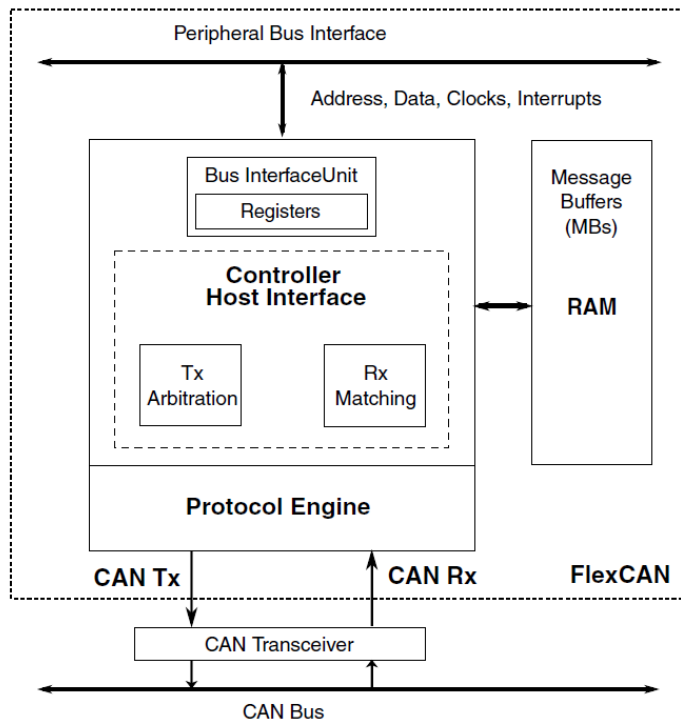 Peripheral Bus Interface
Address, Data, Clocks, Interrupts
Bus InterfaceUnit
Registers
Controller
Host Interface
Tx
Arbitration
Rx
Matching
Message
Buffers
(MBs)
RAM
Protocol Engine
CAN Tx
CAN Rx
FlexCAN
CAN Transceiver
CAN Bus